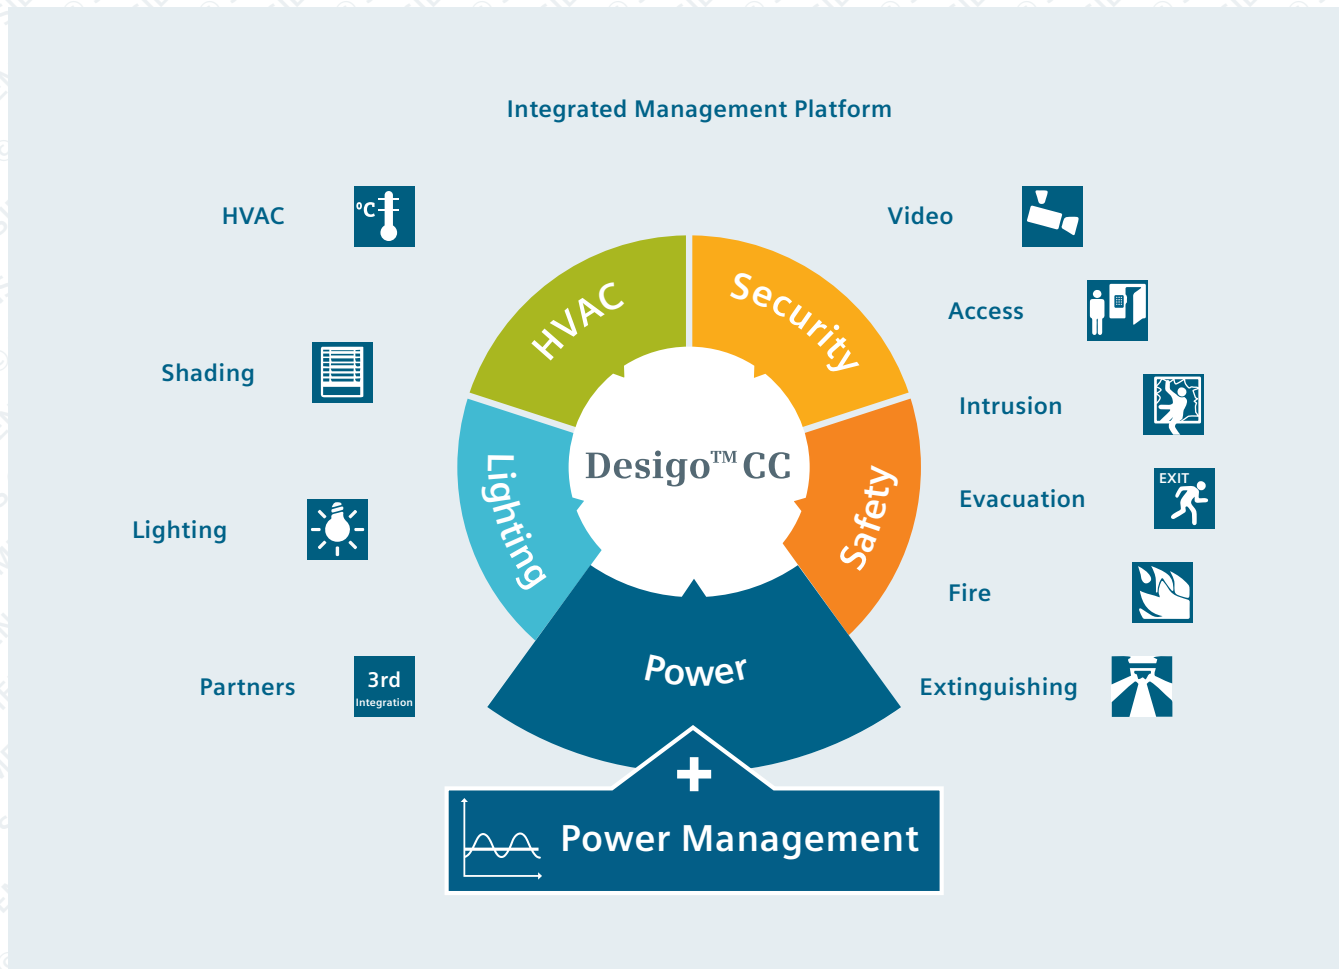 Integrated Management Platform
HVAC
°C
Shading
Lighting
Partners
3rd
Integration
HVAC
Security
Lighting
Desigo™ CC
Safety
Power
+
Power Management
Video
Access
Intrusion
Evacuation
EXIT
Fire
Extinguishing